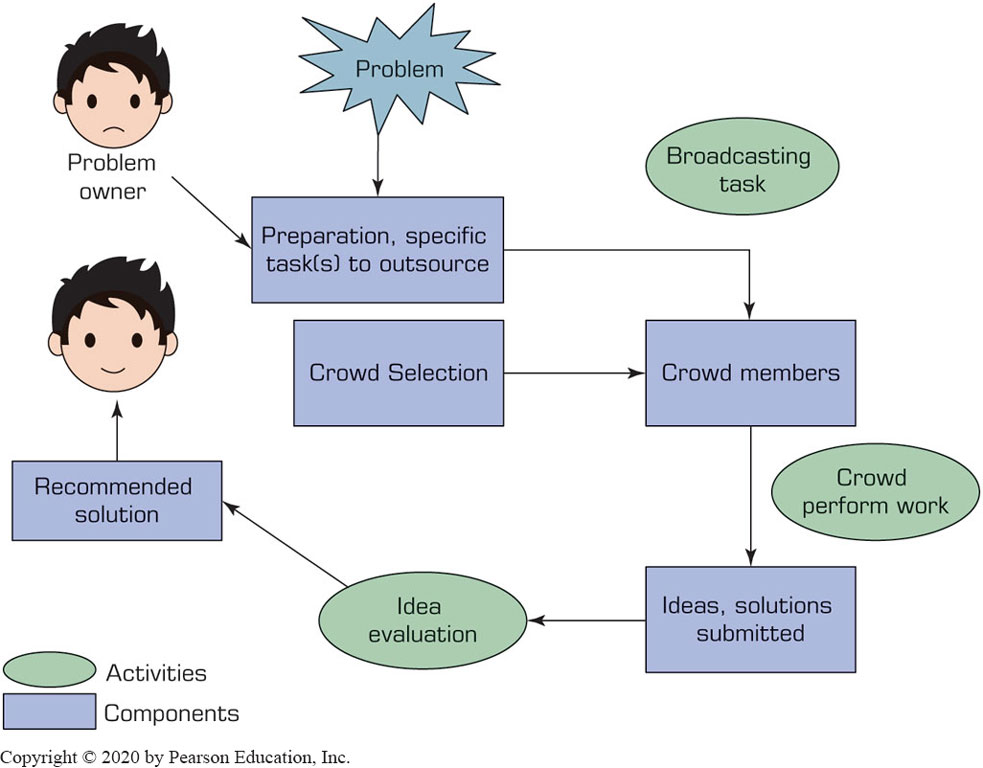 Problem
Problem
owner
Broadcasting
task
Preparation, specific
task(s) to outsource
Crowd Selection
Crowd members
Crowd
perform work
Recommended
solution
Idea
evaluation
Ideas, solutions
submitted
Activities
Components
Copyright © 2020 by Pearson Education, Inc.